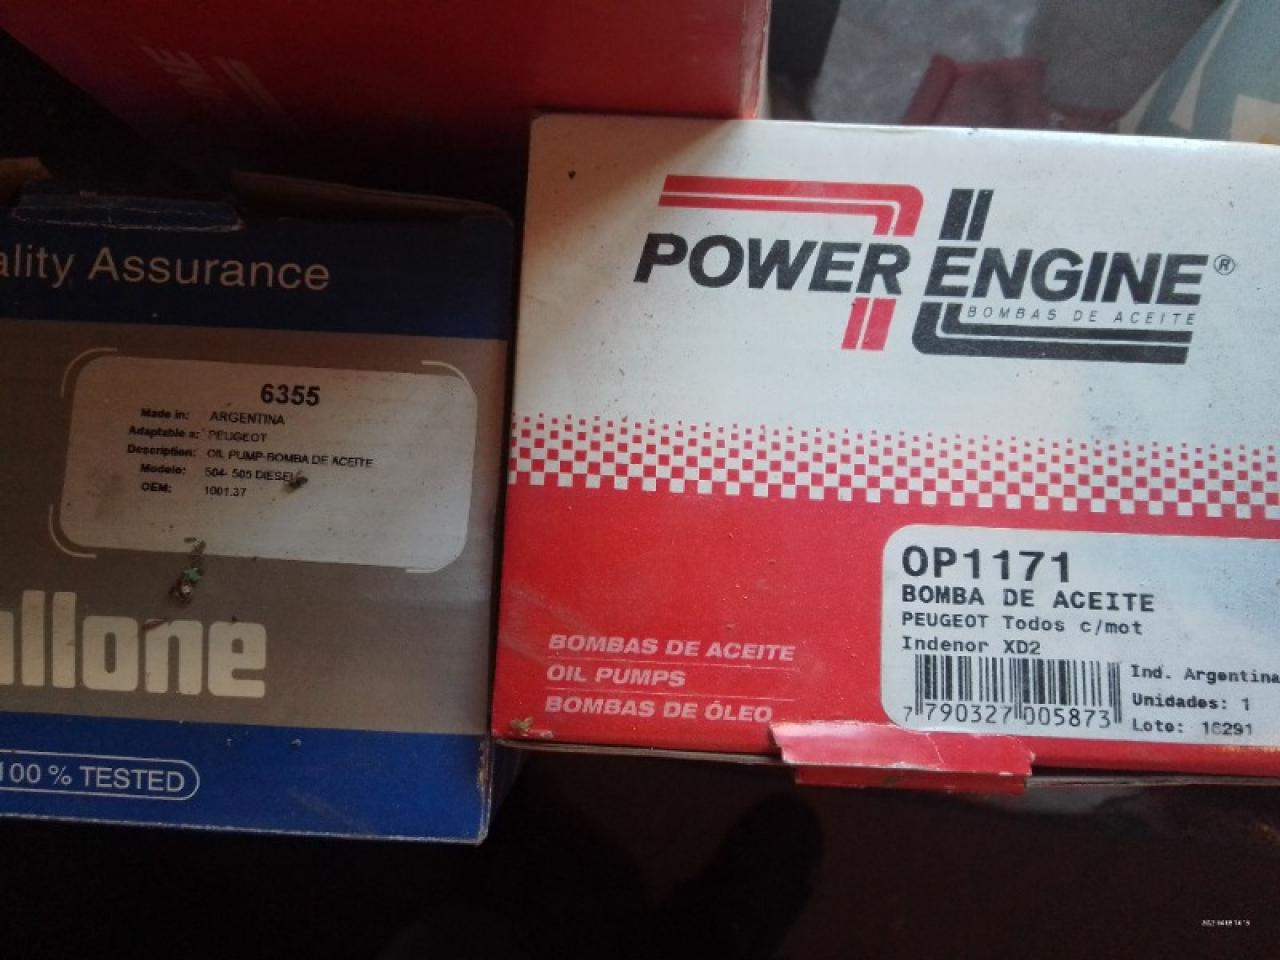 ality Assurance
6355
Made in: ARGENTINA
Adaptable a: PEUGEOT
Description: OIL PUMP-BOMBA DE ACEITE
Modelo: 504- 505 DIESEL
OEM: 1001.37
allone
100 % TESTED
POWER ENGINE®
BOMBAS DE ACEITE
BOMBAS DE ACEITE
OIL PUMPS
BOMBAS DE ÓLEO
OP1171
BOMBA DE ACEITE
PEUGEOT Todos c/mot
Indenor XD2
7 790327 005873
Ind. Argentina
Unidades: 1
Lote: 16291